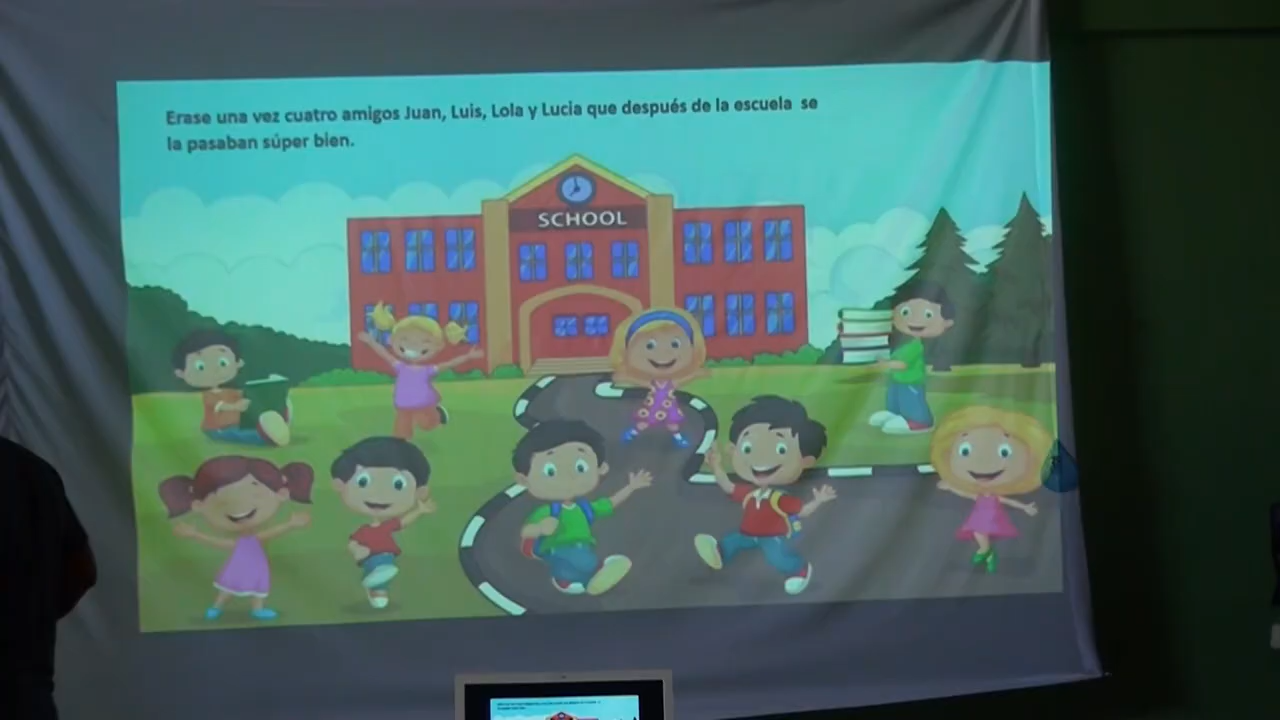 Erase una vez cuatro amigos Juan, Luis, Lola y Lucia que después de la escuela se
la pasaban súper bien.
SCHOOL